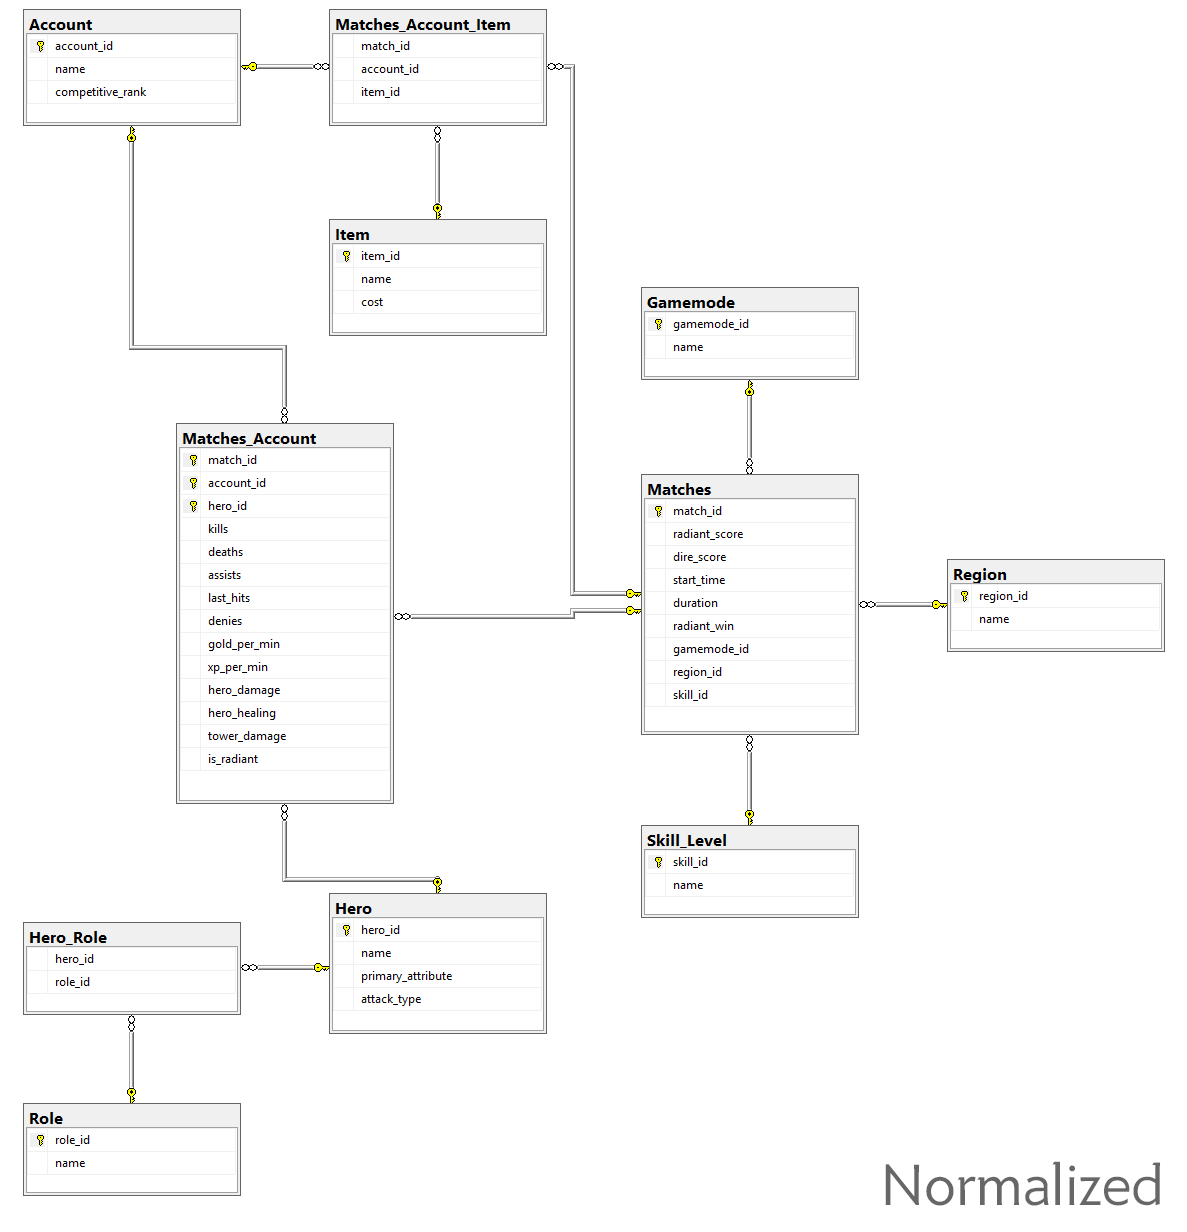 Account
account_id
name
competitive_rank
Matches_Account_Item
match_id
account_id
item_id
Item
item_id
name
cost
Gamemode
gamemode_id
name
Matches_Account
match_id
account_id
hero_id
kills
deaths
assists
last_hits
denies
gold_per_min
xp_per_min
hero_damage
hero_healing
tower_damage
is_radiant
Matches
match_id
radiant_score
dire_score
start_time
duration
radiant_win
gamemode_id
region_id
skill_id
Region
region_id
name
Skill_Level
skill_id
name
Hero
hero_id
name
primary_attribute
attack_type
Hero_Role
hero_id
role_id
Role
role_id
name
Normalized